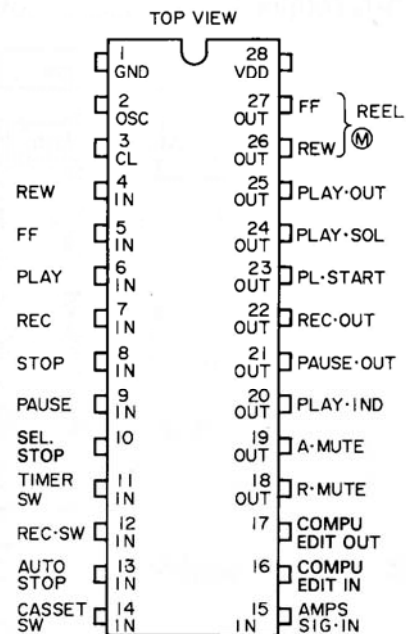 TOP VIEW
1 GND
28 VDD
2 OSC
27 OUT FF
REEL
3 CL
26 OUT REW M
REW 4 IN
25 OUT PLAY·OUT
FF 5 IN
24 OUT PLAY·SOL
PLAY 6 IN
23 OUT PL·START
REC 7 IN
22 OUT REC·OUT
STOP 8 IN
21 OUT PAUSE·OUT
PAUSE 9 IN
20 OUT PLAY·IND
SEL. STOP 10
19 OUT A·MUTE
TIMER SW 11 IN
18 OUT R·MUTE
REC·SW 12 IN
17 COMPU EDIT OUT
AUTO STOP 13 IN
16 COMPU EDIT IN
CASSET SW 14 IN
15 IN AMPS SIG·IN